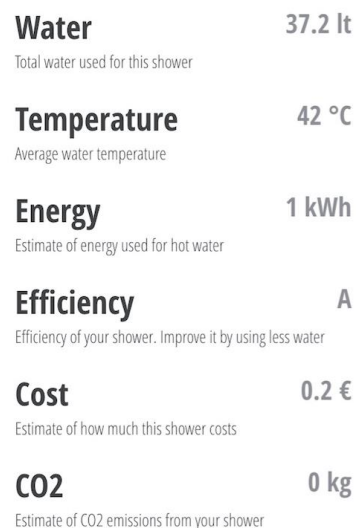 Water 37.2 lt
Total water used for this shower
Temperature 42 °C
Average water temperature
Energy 1 kWh
Estimate of energy used for hot water
Efficiency A
Efficiency of your shower. Improve it by using less water
Cost 0.2 €
Estimate of how much this shower costs
CO2 0 kg
Estimate of CO2 emissions from your shower